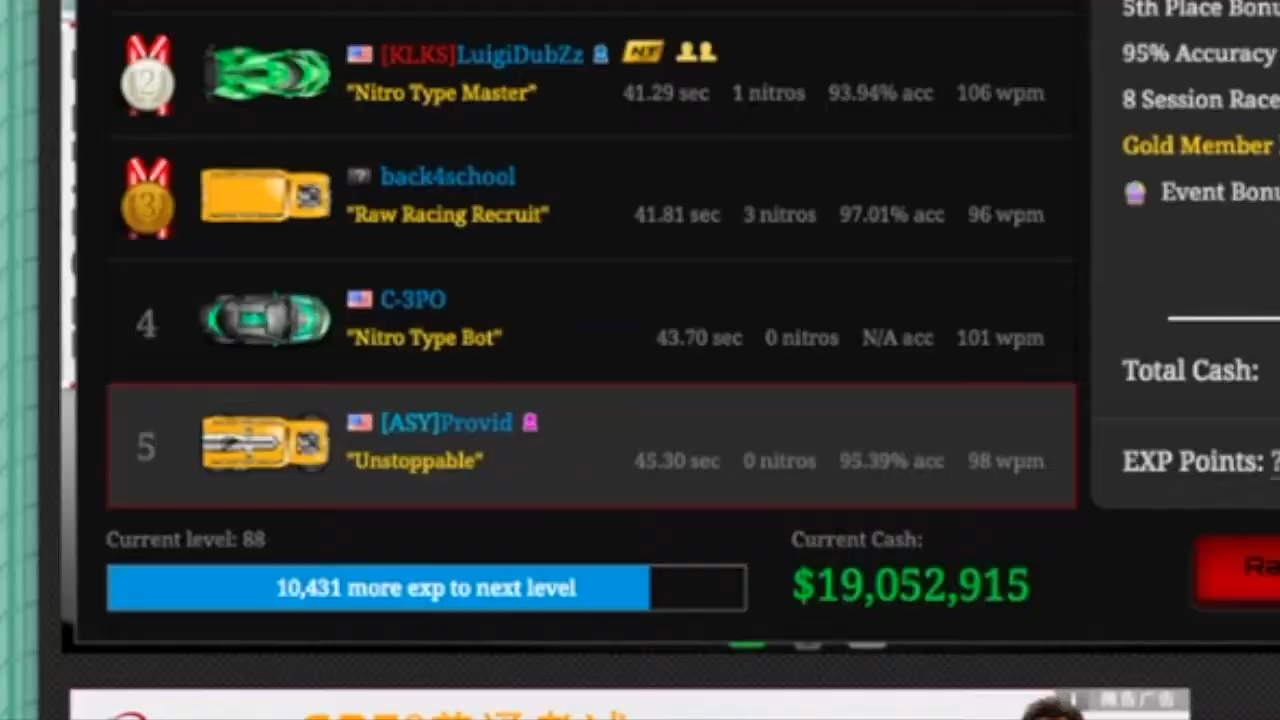 5th Place Bonu
2
[KLKS]LuigiDubZz NT
"Nitro Type Master" 41.29 sec 1 nitros 93.94% acc 106 wpm
95% Accuracy
8 Session Race
Gold Member
Event Bonu
3
back4school
"Raw Racing Recruit" 41.81 sec 3 nitros 97.01% acc 96 wpm
4
C-3PO
"Nitro Type Bot" 43.70 sec 0 nitros N/A acc 101 wpm
Total Cash:
5
[ASY]Provid
"Unstoppable" 45.30 sec 0 nitros 95.39% acc 98 wpm
EXP Points: ?
Current level: 88
10,431 more exp to next level
Current Cash:
$19,052,915
Ra